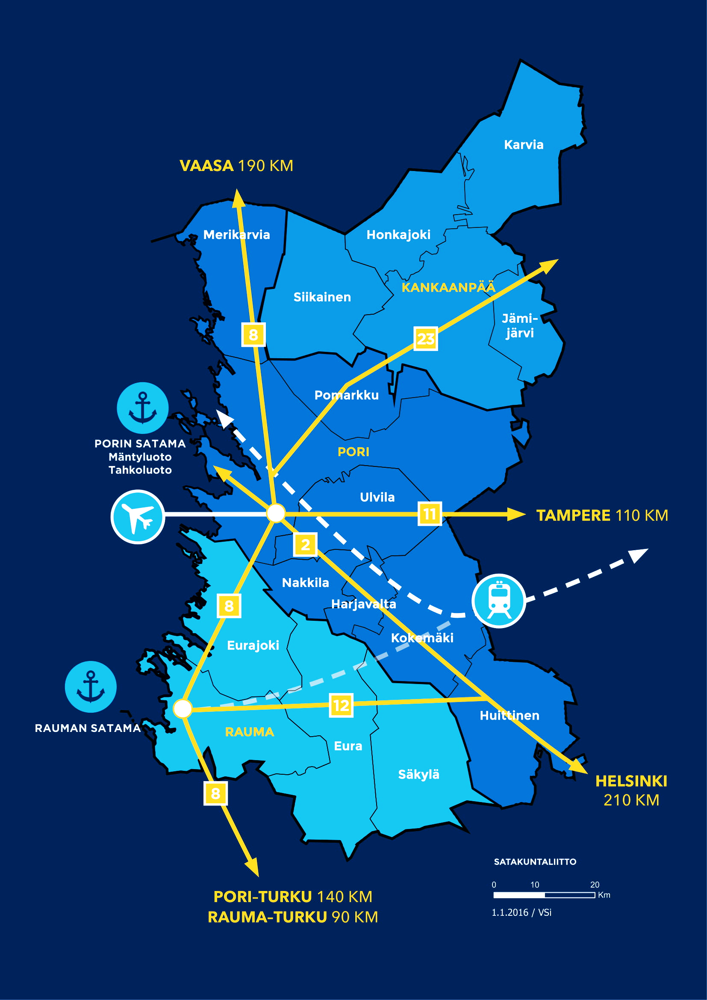 Karvia
VAASA 190 KM
Merikarvia
Honkajoki
KANKAANPÄÄ
Siikainen
Jämi-
järvi
8
23
Pomarkku
PORIN SATAMA
Mäntyluoto
Tahkoluoto
PORI
Ulvila
11
TAMPERE 110 KM
2
Nakkila
Harjavalta
8
Kokemäki
Eurajoki
12
Huittinen
RAUMAN SATAMA
RAUMA
Eura
Säkylä
HELSINKI
210 KM
8
SATAKUNTALIITTO
0 10 20
Km
PORI-TURKU 140 KM
RAUMA-TURKU 90 KM
1.1.2016 / VSi